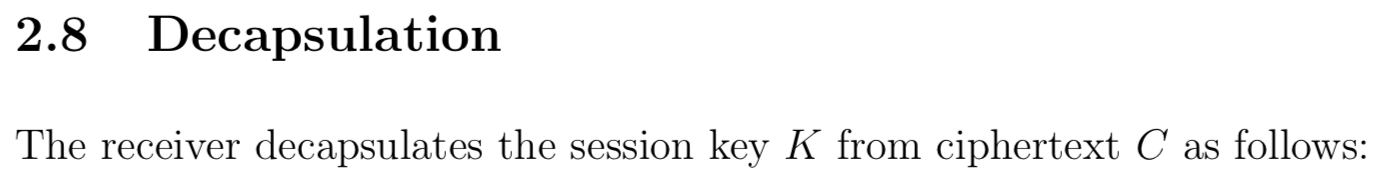 2.8 Decapsulation
The receiver decapsulates the session key K from ciphertext C as follows: